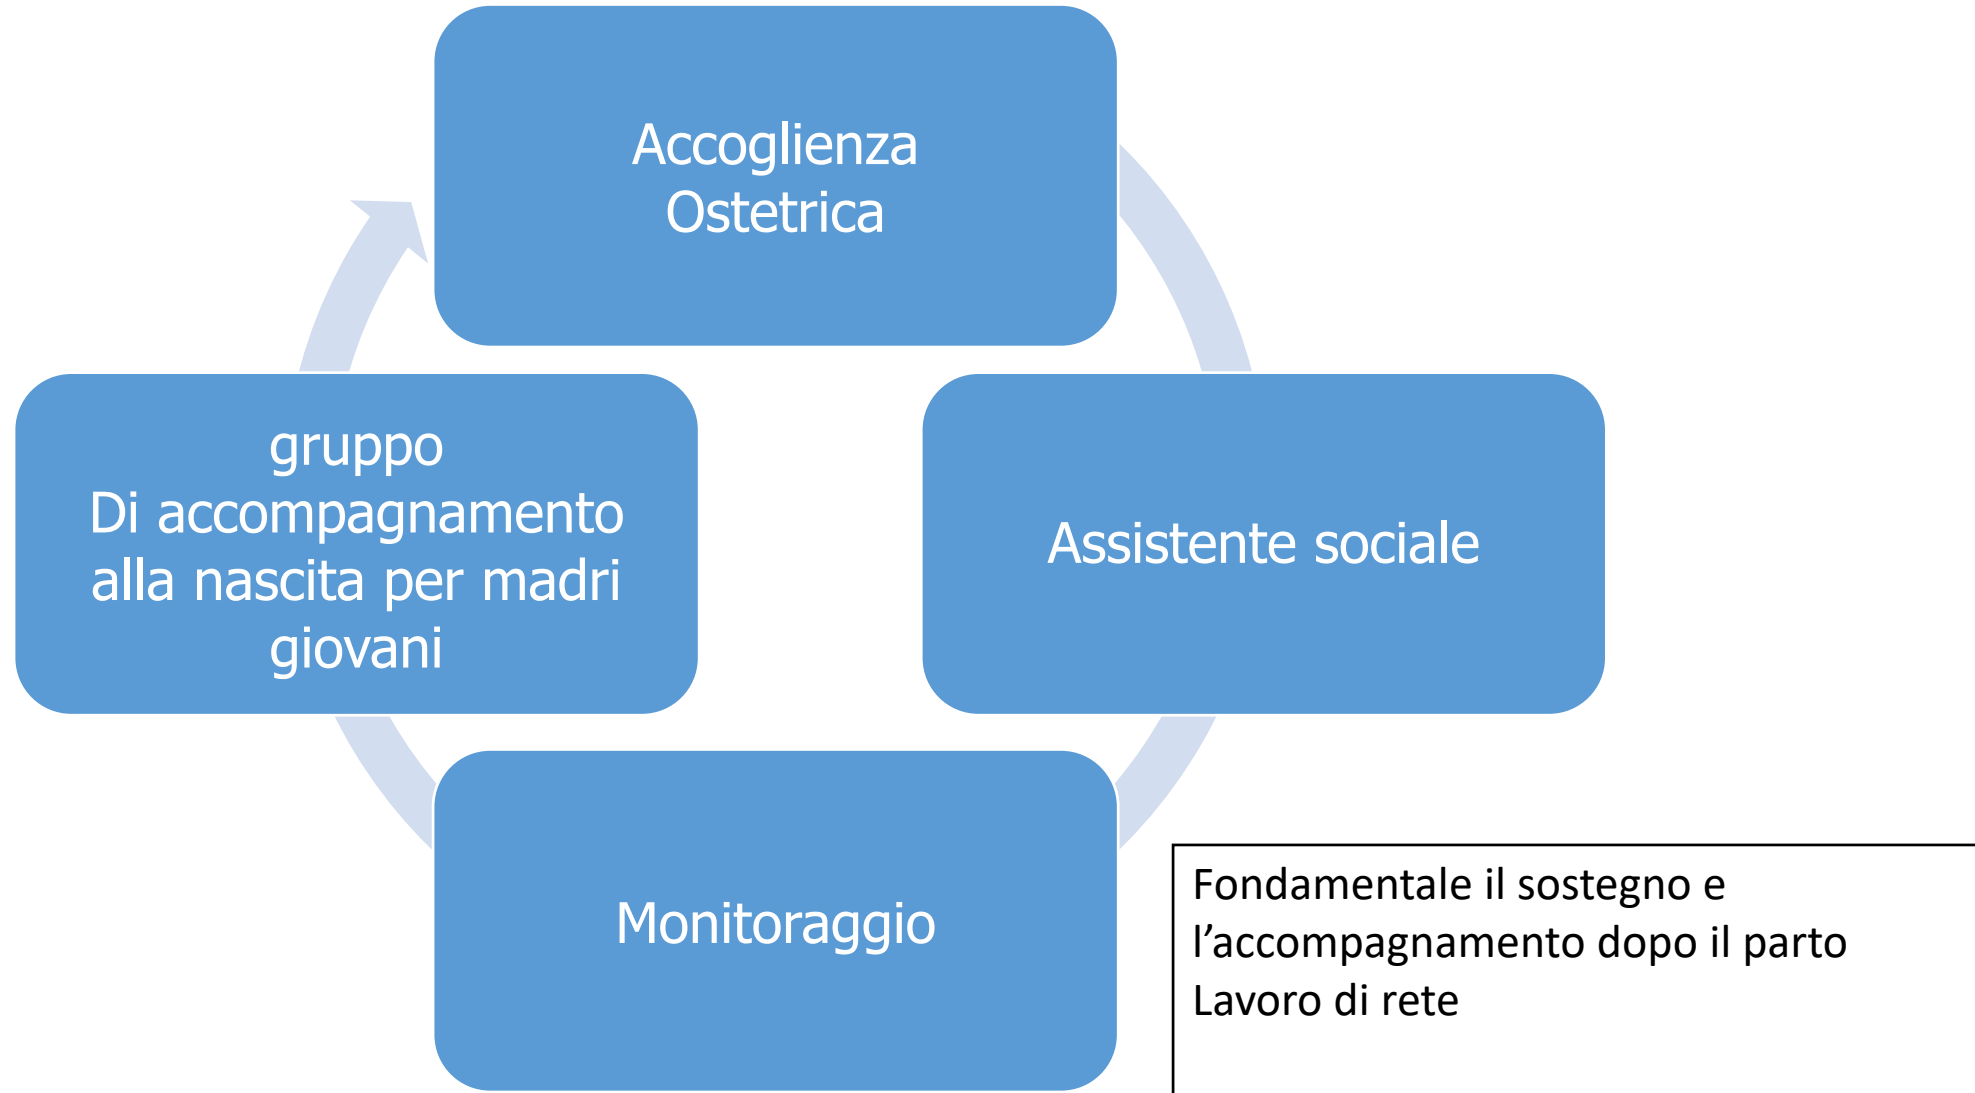 Accoglienza
Ostetrica
gruppo
Di accompagnamento
alla nascita per madri
giovani
Assistente sociale
Monitoraggio
Fondamentale il sostegno e
l’accompagnamento dopo il parto
Lavoro di rete